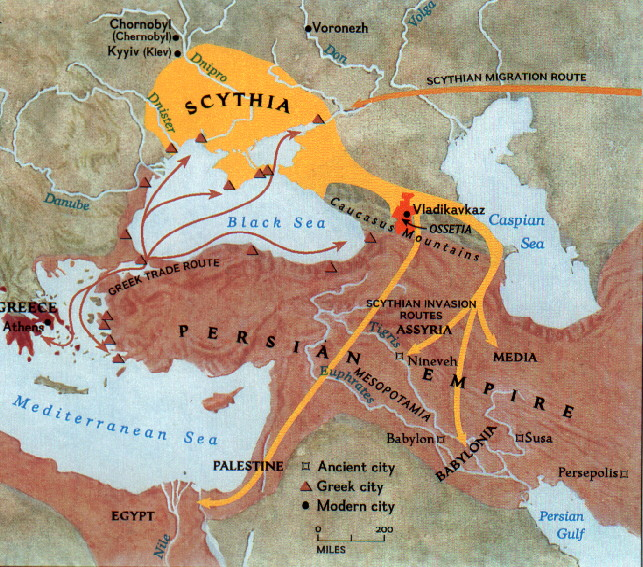 Chornobyl
(Chernobyl)
Kyyiv (Kiev)
Voronezh
Volga
Don
Dnipro
SCYTHIAN MIGRATION ROUTE
SCYTHIA
Dnister
Danube
Black Sea
Vladikavkaz
OSSETIA
Caucasus Mountains
Caspian
Sea
GREEK TRADE ROUTE
GREECE
Athens
SCYTHIAN INVASION
ROUTES
ASSYRIA
Tigris
PERSIAN EMPIRE
Nineveh
MEDIA
Euphrates
MESOPOTAMIA
Mediterranean Sea
Babylon
BABYLONIA
Susa
Persepolis
PALESTINE
Ancient city
Greek city
Modern city
EGYPT
Nile
0 200
MILES
Persian
Gulf